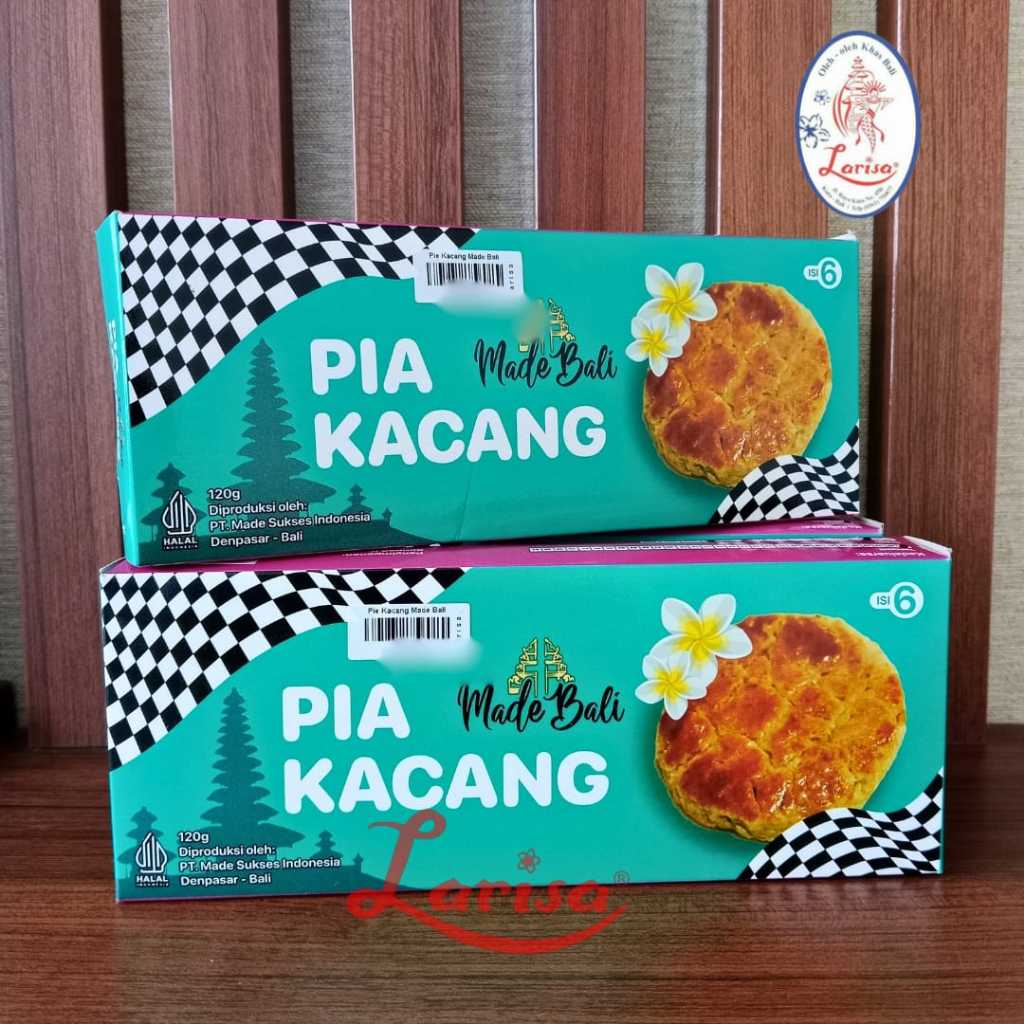 Oleh - oleh Khas Bali
Larisa®
Pie Kacang Made Bali
arisa
ISI 6
Made Bali
PIA
KACANG
120g
Diproduksi oleh:
PT. Made Sukses Indonesia
Denpasar - Bali
HALAL
INDONESIA
Pie Kacang Made Bali
ISI 6
Made Bali
PIA
KACANG
120g
Diproduksi oleh:
PT. Made Sukses Indonesia
Denpasar - Bali
HALAL
INDONESIA
Larisa®